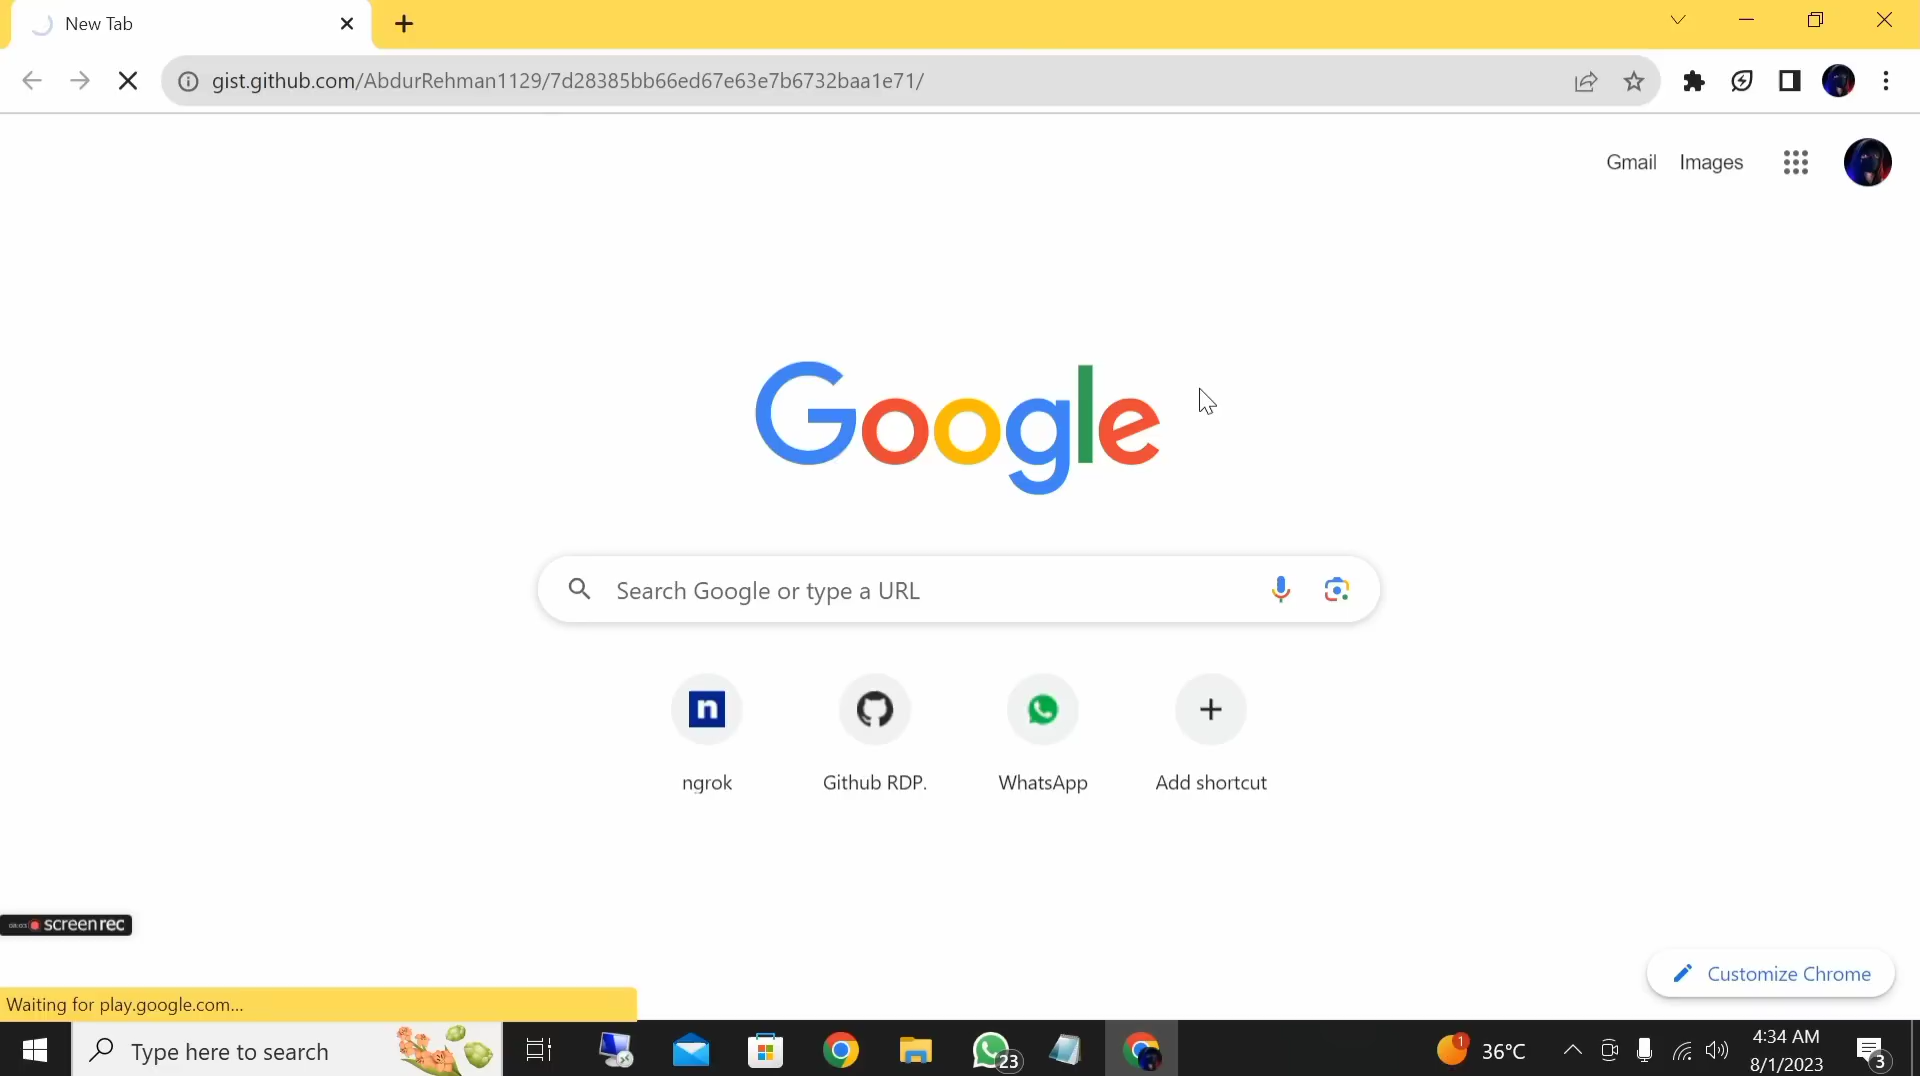 New Tab
gist.github.com/AbdurRehman1129/7d28385bb66ed67e63e7b6732baa1e71/
Gmail Images
Google
Search Google or type a URL
n
ngrok Github RDP. WhatsApp Add shortcut
screenrec
Customize Chrome
Waiting for play.google.com...
Type here to search
23
1
36°C
4:34 AM
8/1/2023
3